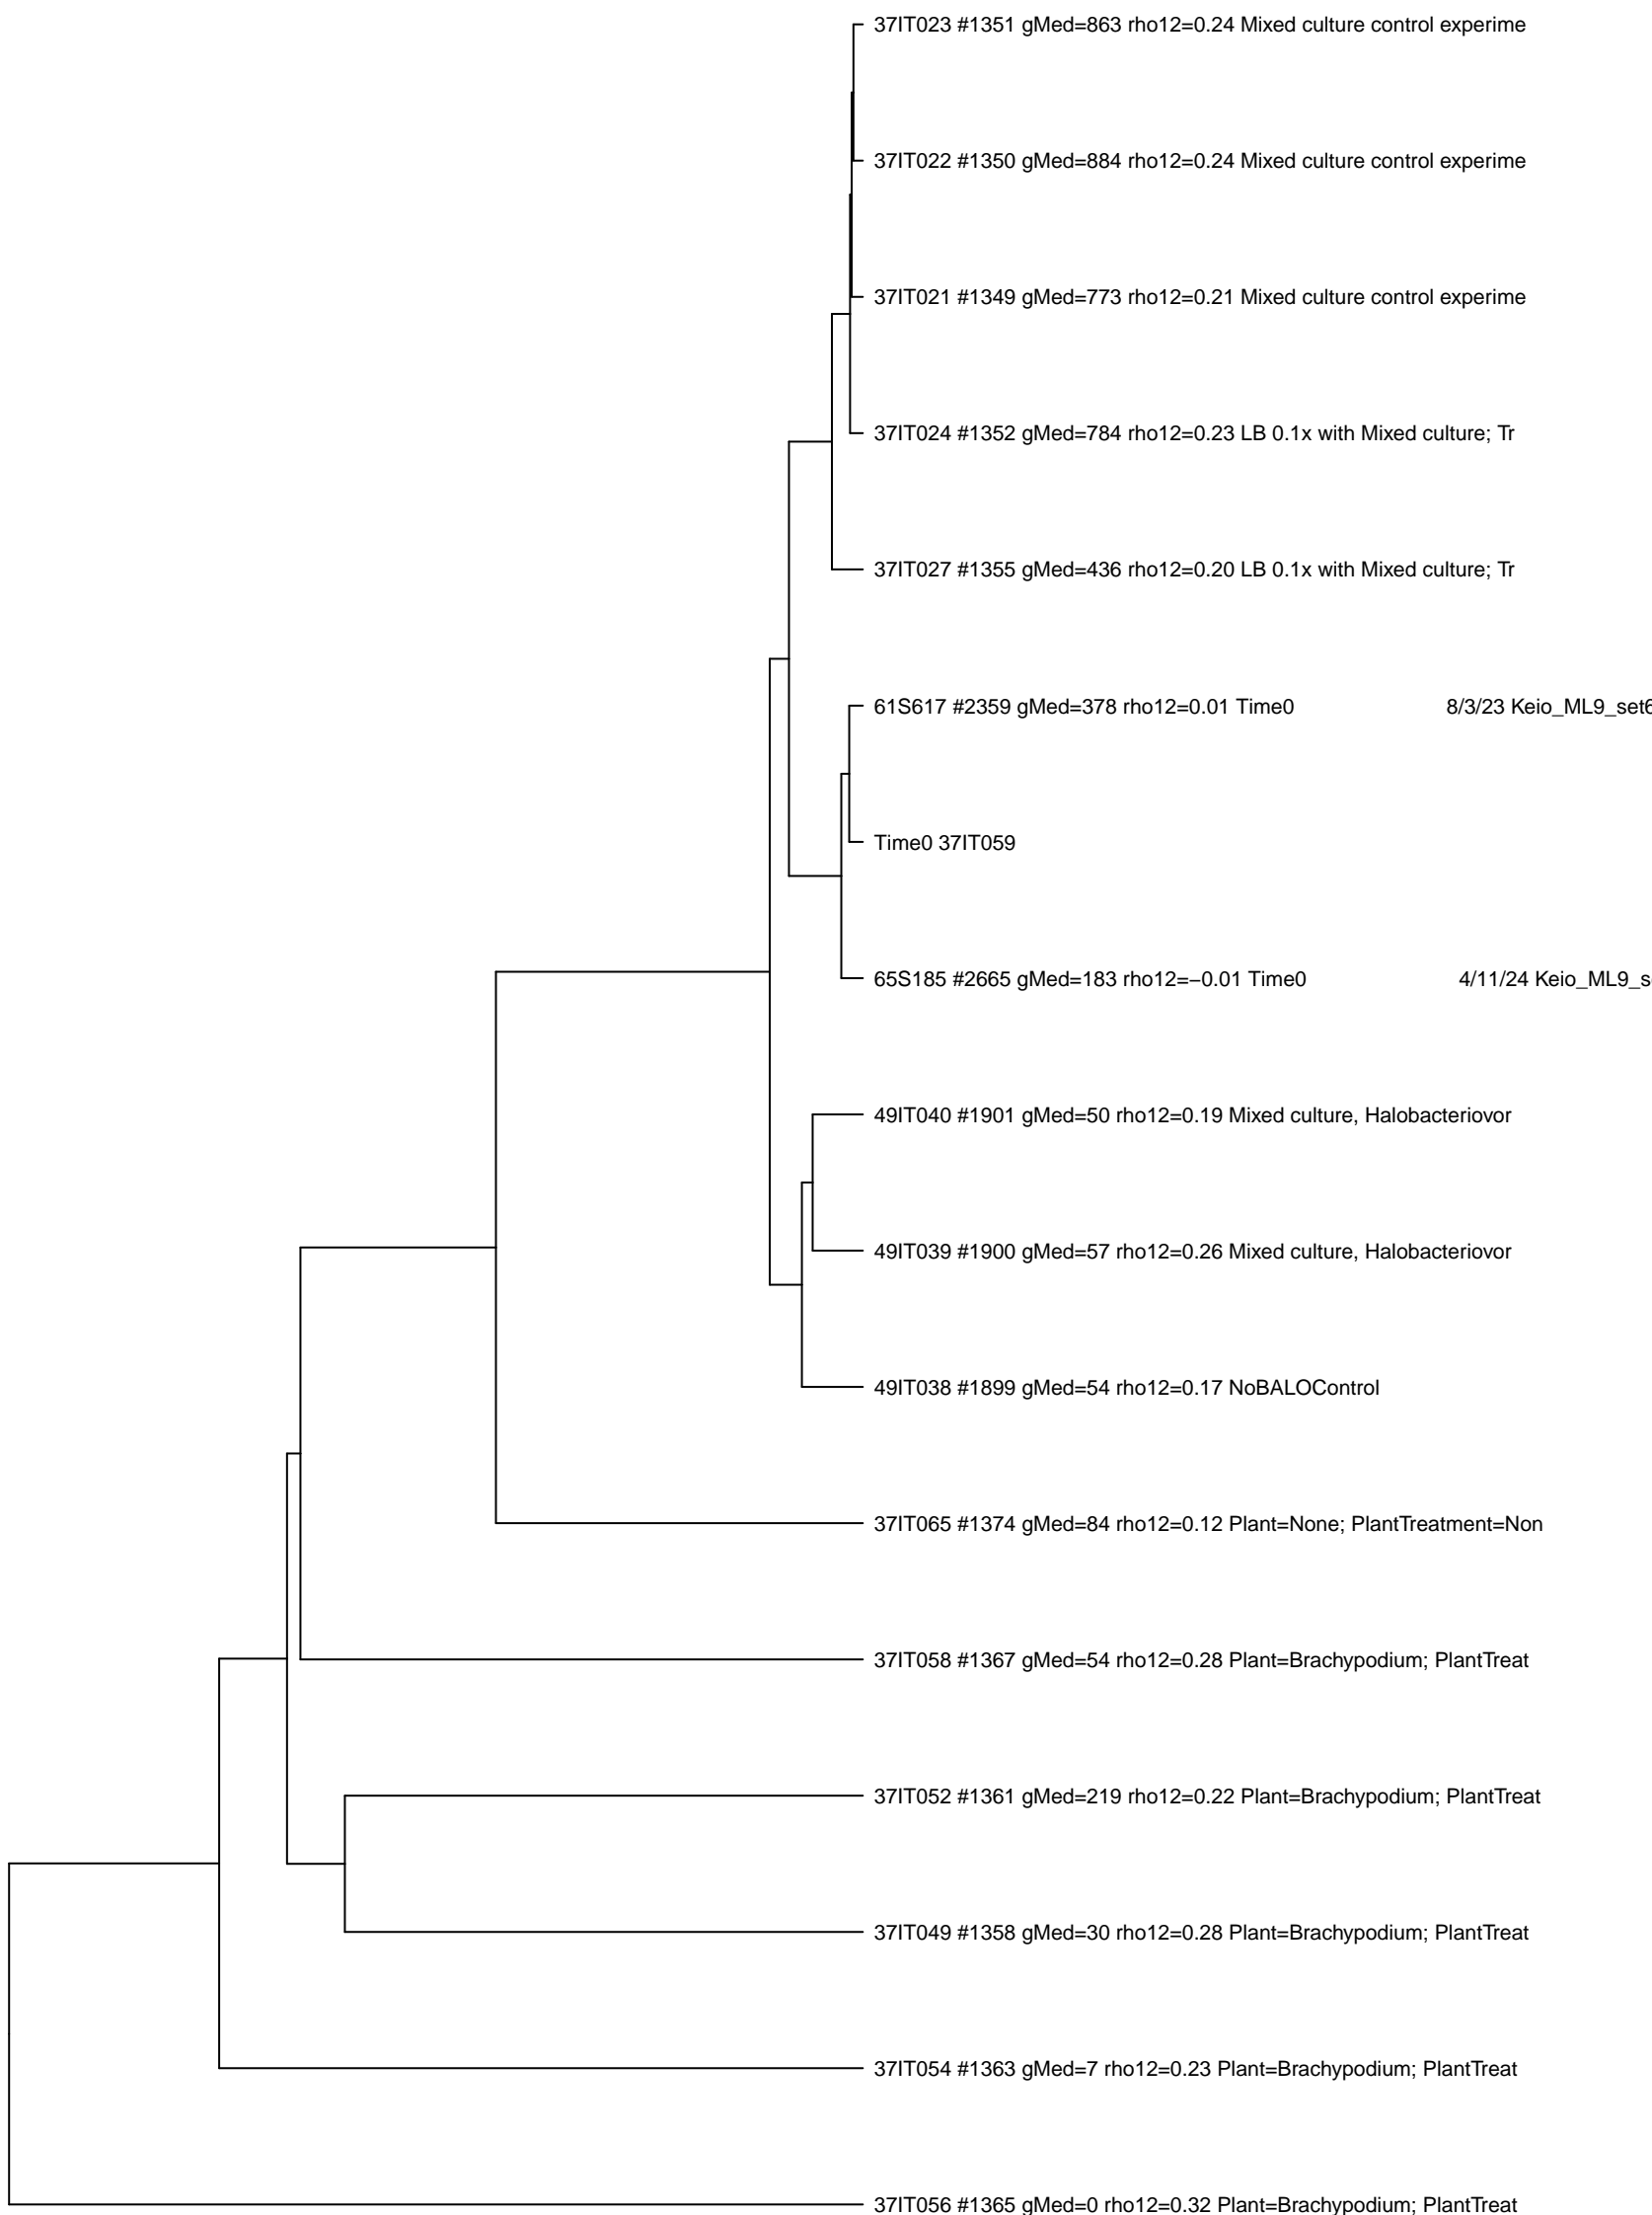 37IT023 #1351 gMed=863 rho12=0.24 Mixed culture control experime
37IT022 #1350 gMed=884 rho12=0.24 Mixed culture control experime
37IT021 #1349 gMed=773 rho12=0.21 Mixed culture control experime
37IT024 #1352 gMed=784 rho12=0.23 LB 0.1x with Mixed culture; Tr
37IT027 #1355 gMed=436 rho12=0.20 LB 0.1x with Mixed culture; Tr
61S617 #2359 gMed=378 rho12=0.01 Time0 8/3/23 Keio_ML9_set6
Time0 37IT059
65S185 #2665 gMed=183 rho12=−0.01 Time0 4/11/24 Keio_ML9_s
49IT040 #1901 gMed=50 rho12=0.19 Mixed culture, Halobacteriovor
49IT039 #1900 gMed=57 rho12=0.26 Mixed culture, Halobacteriovor
49IT038 #1899 gMed=54 rho12=0.17 NoBALOControl
37IT065 #1374 gMed=84 rho12=0.12 Plant=None; PlantTreatment=Non
37IT058 #1367 gMed=54 rho12=0.28 Plant=Brachypodium; PlantTreat
37IT052 #1361 gMed=219 rho12=0.22 Plant=Brachypodium; PlantTreat
37IT049 #1358 gMed=30 rho12=0.28 Plant=Brachypodium; PlantTreat
37IT054 #1363 gMed=7 rho12=0.23 Plant=Brachypodium; PlantTreat
37IT056 #1365 gMed=0 rho12=0.32 Plant=Brachypodium; PlantTreat